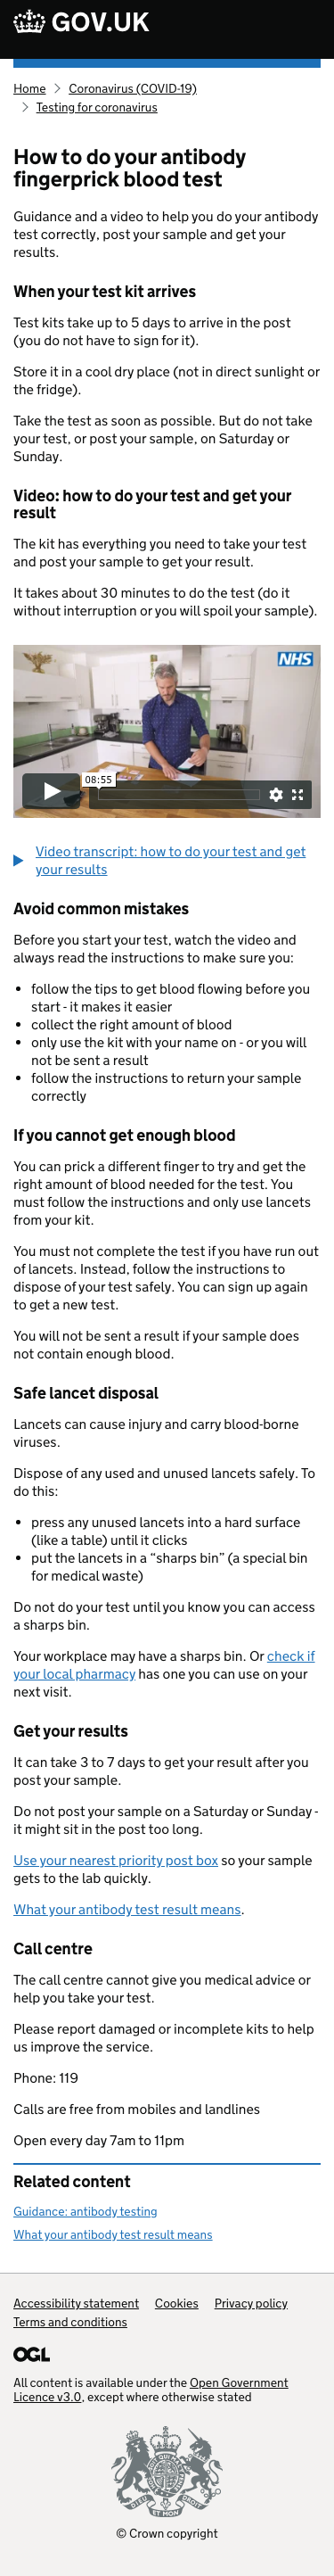 GOV.UK
Home > Coronavirus (COVID-19)
> Testing for coronavirus
How to do your antibody
fingerprick blood test
Guidance and a video to help you do your antibody
test correctly, post your sample and get your
results.
When your test kit arrives
Test kits take up to 5 days to arrive in the post
(you do not have to sign for it).
Store it in a cool dry place (not in direct sunlight or
the fridge).
Take the test as soon as possible. But do not take
your test, or post your sample, on Saturday or
Sunday.
Video: how to do your test and get your
result
The kit has everything you need to take your test
and post your sample to get your result.
It takes about 30 minutes to do the test (do it
without interruption or you will spoil your sample).
NHS
08:55
Video transcript: how to do your test and get
your results
Avoid common mistakes
Before you start your test, watch the video and
always read the instructions to make sure you:
• follow the tips to get blood flowing before you
start - it makes it easier
• collect the right amount of blood
• only use the kit with your name on - or you will
not be sent a result
• follow the instructions to return your sample
correctly
If you cannot get enough blood
You can prick a different finger to try and get the
right amount of blood needed for the test. You
must follow the instructions and only use lancets
from your kit.
You must not complete the test if you have run out
of lancets. Instead, follow the instructions to
dispose of your test safely. You can sign up again
to get a new test.
You will not be sent a result if your sample does
not contain enough blood.
Safe lancet disposal
Lancets can cause injury and carry blood-borne
viruses.
Dispose of any used and unused lancets safely. To
do this:
• press any unused lancets into a hard surface
(like a table) until it clicks
• put the lancets in a “sharps bin” (a special bin
for medical waste)
Do not do your test until you know you can access
a sharps bin.
Your workplace may have a sharps bin. Or check if
your local pharmacy has one you can use on your
next visit.
Get your results
It can take 3 to 7 days to get your result after you
post your sample.
Do not post your sample on a Saturday or Sunday -
it might sit in the post too long.
Use your nearest priority post box so your sample
gets to the lab quickly.
What your antibody test result means.
Call centre
The call centre cannot give you medical advice or
help you take your test.
Please report damaged or incomplete kits to help
us improve the service.
Phone: 119
Calls are free from mobiles and landlines
Open every day 7am to 11pm
Related content
Guidance: antibody testing
What your antibody test result means
Accessibility statement Cookies Privacy policy
Terms and conditions
OGL
All content is available under the Open Government
Licence v3.0, except where otherwise stated
DIEU ET MON DROIT
© Crown copyright